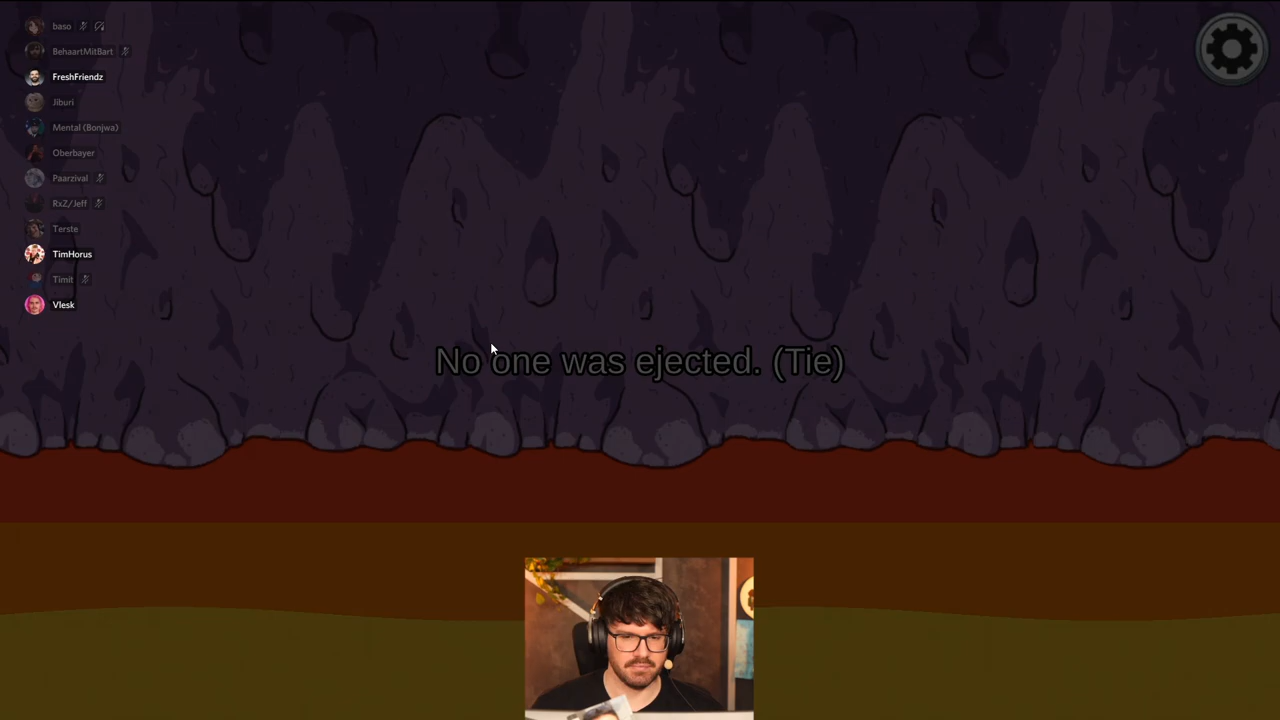 baso
BehaartMitBart
FreshFriendz
Jiburi
Mental (Bonjwa)
Oberbayer
Paarzival
RxZ/Jeff
Terste
TimHorus
Timit
Vlesk
No one was ejected. (Tie)